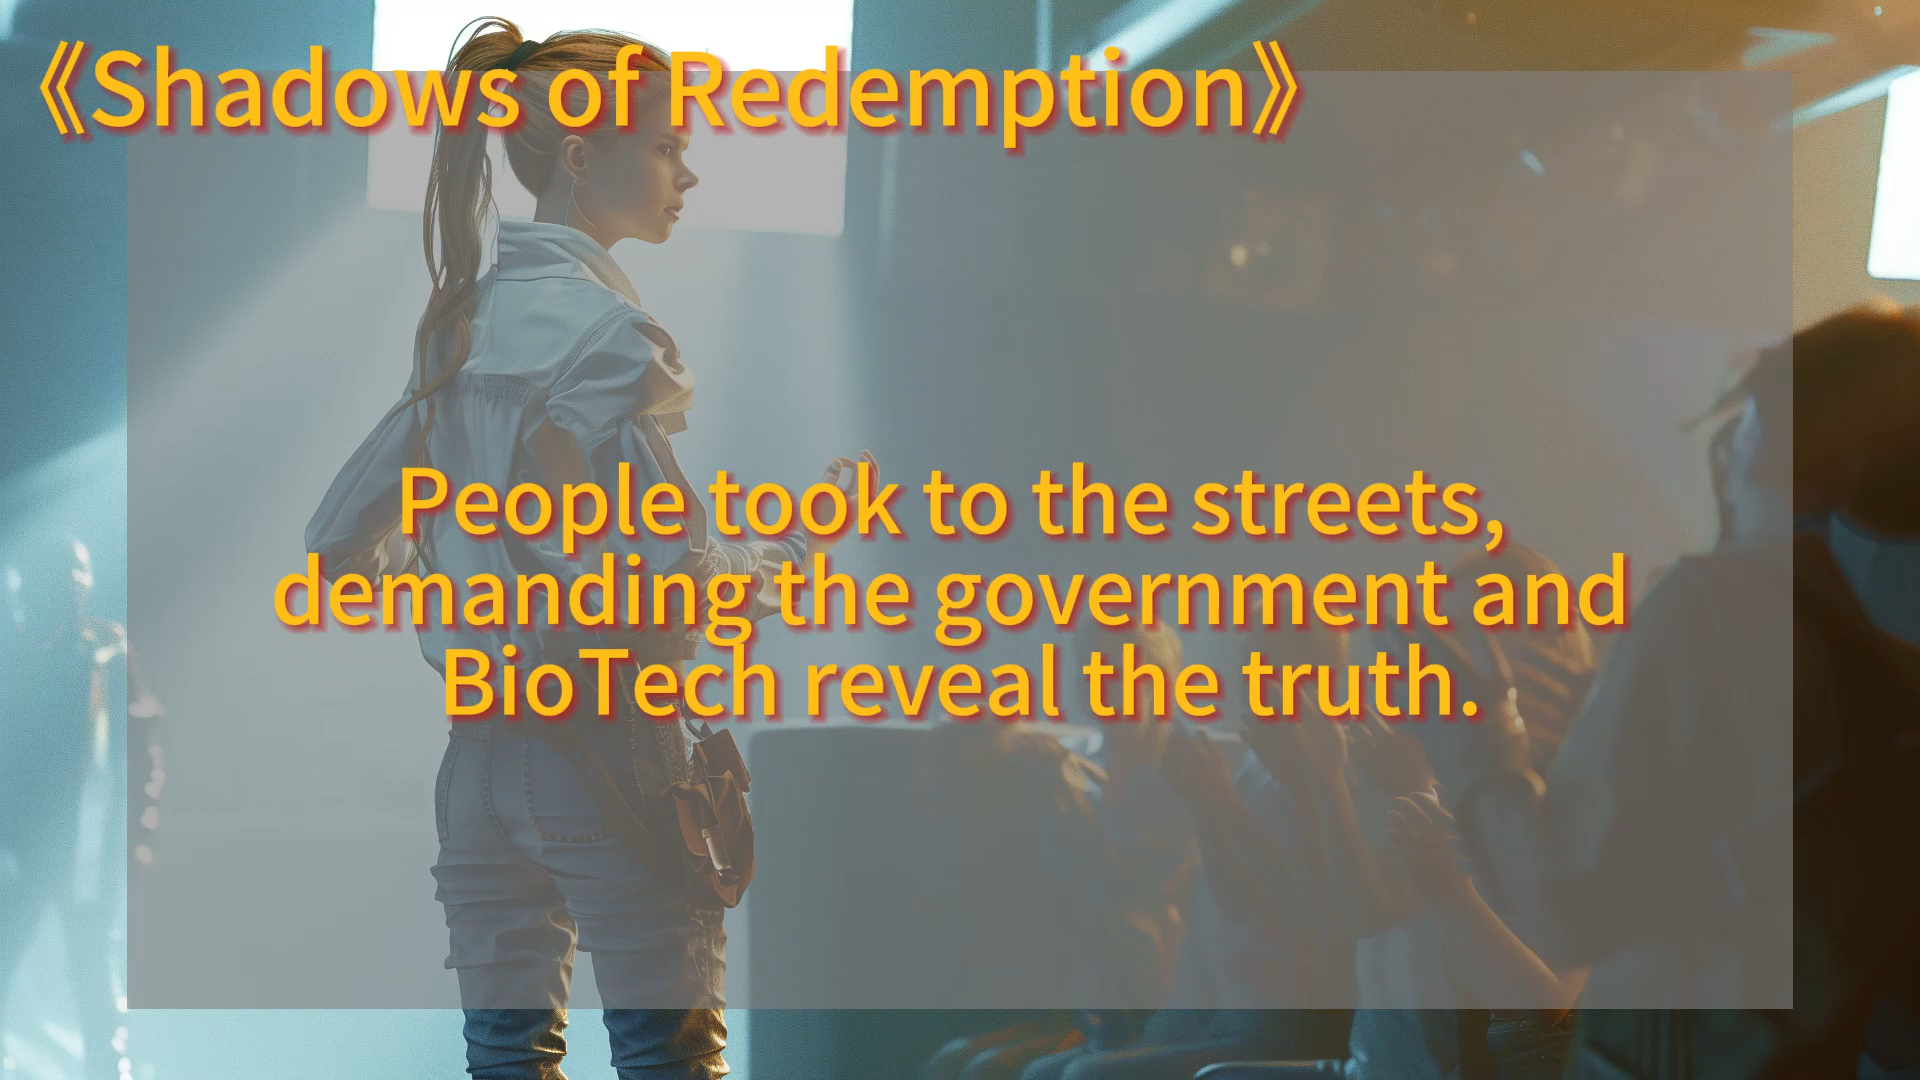 《Shadows of Redemption》
People took to the streets,
demanding the government and
BioTech reveal the truth.